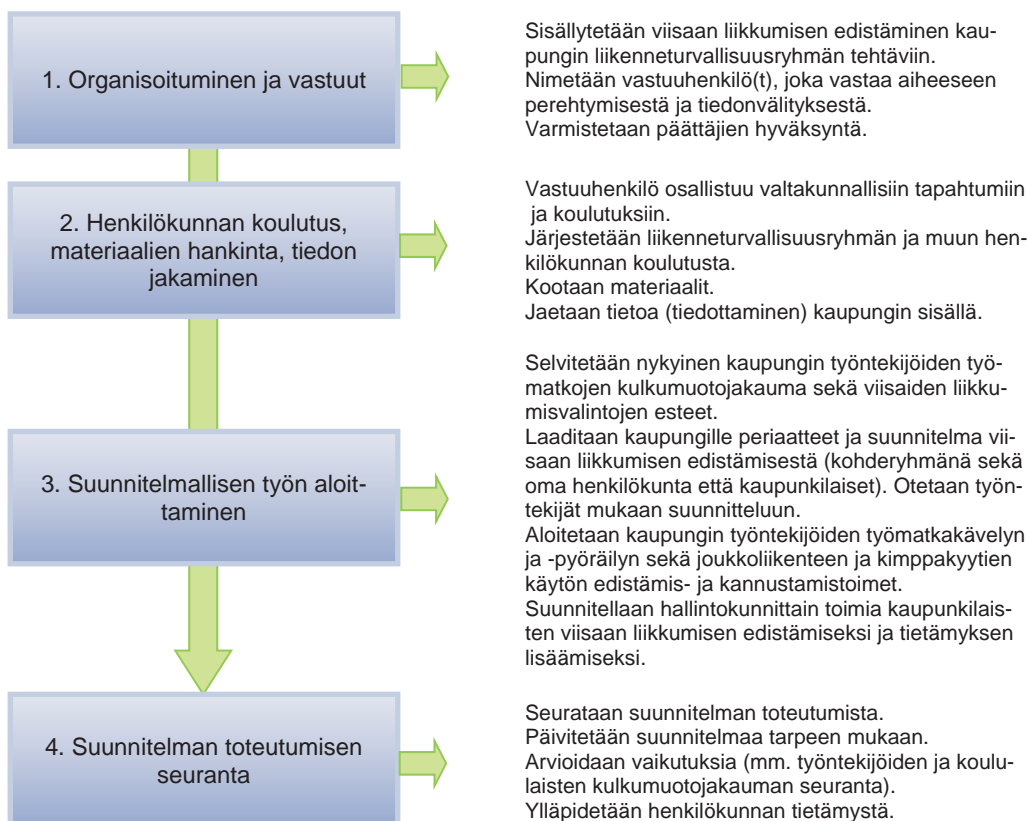 1. Organisoituminen ja vastuut
Sisällytetään viisaan liikkumisen edistäminen kau-
pungin liikenneturvallisuusryhmän tehtäviin.
Nimetään vastuuhenkilö(t), joka vastaa aiheeseen
perehtymisestä ja tiedonvälityksestä.
Varmistetaan päättäjien hyväksyntä.
2. Henkilökunnan koulutus,
materiaalien hankinta, tiedon
jakaminen
Vastuuhenkilö osallistuu valtakunnallisiin tapahtumiin
ja koulutuksiin.
Järjestetään liikenneturvallisuusryhmän ja muun hen-
kilökunnan koulutusta.
Kootaan materiaalit.
Jaetaan tietoa (tiedottaminen) kaupungin sisällä.
3. Suunnitelmallisen työn aloit-
taminen
Selvitetään nykyinen kaupungin työntekijöiden työ-
matkojen kulkumuotojakauma sekä viisaiden liikku-
misvalintojen esteet.
Laaditaan kaupungille periaatteet ja suunnitelma vii-
saan liikkumisen edistämisestä (kohderyhmänä sekä
oma henkilökunta että kaupunkilaiset). Otetaan työn-
tekijät mukaan suunnitteluun.
Aloitetaan kaupungin työntekijöiden työmatkakävelyn
ja -pyöräilyn sekä joukkoliikenteen ja kimppakyytien
käytön edistämis- ja kannustamistoimet.
Suunnitellaan hallintokunnittain toimia kaupunkilais-
ten viisaan liikkumisen edistämiseksi ja tietämyksen
lisäämiseksi.
4. Suunnitelman toteutumisen
seuranta
Seurataan suunnitelman toteutumista.
Päivitetään suunnitelmaa tarpeen mukaan.
Arvioidaan vaikutuksia (mm. työntekijöiden ja koulu-
laisten kulkumuotojakauman seuranta).
Ylläpidetään henkilökunnan tietämystä.